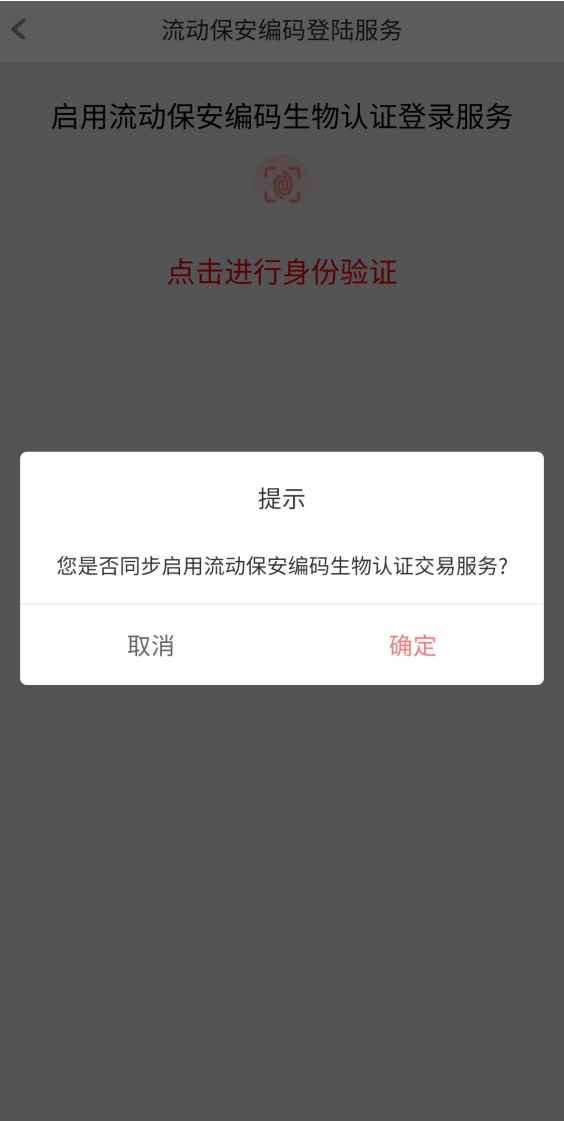 流动保安编码登陆服务
启用流动保安编码生物认证登录服务
点击进行身份验证
提示
您是否同步启用流动保安编码生物认证交易服务?
取消
确定